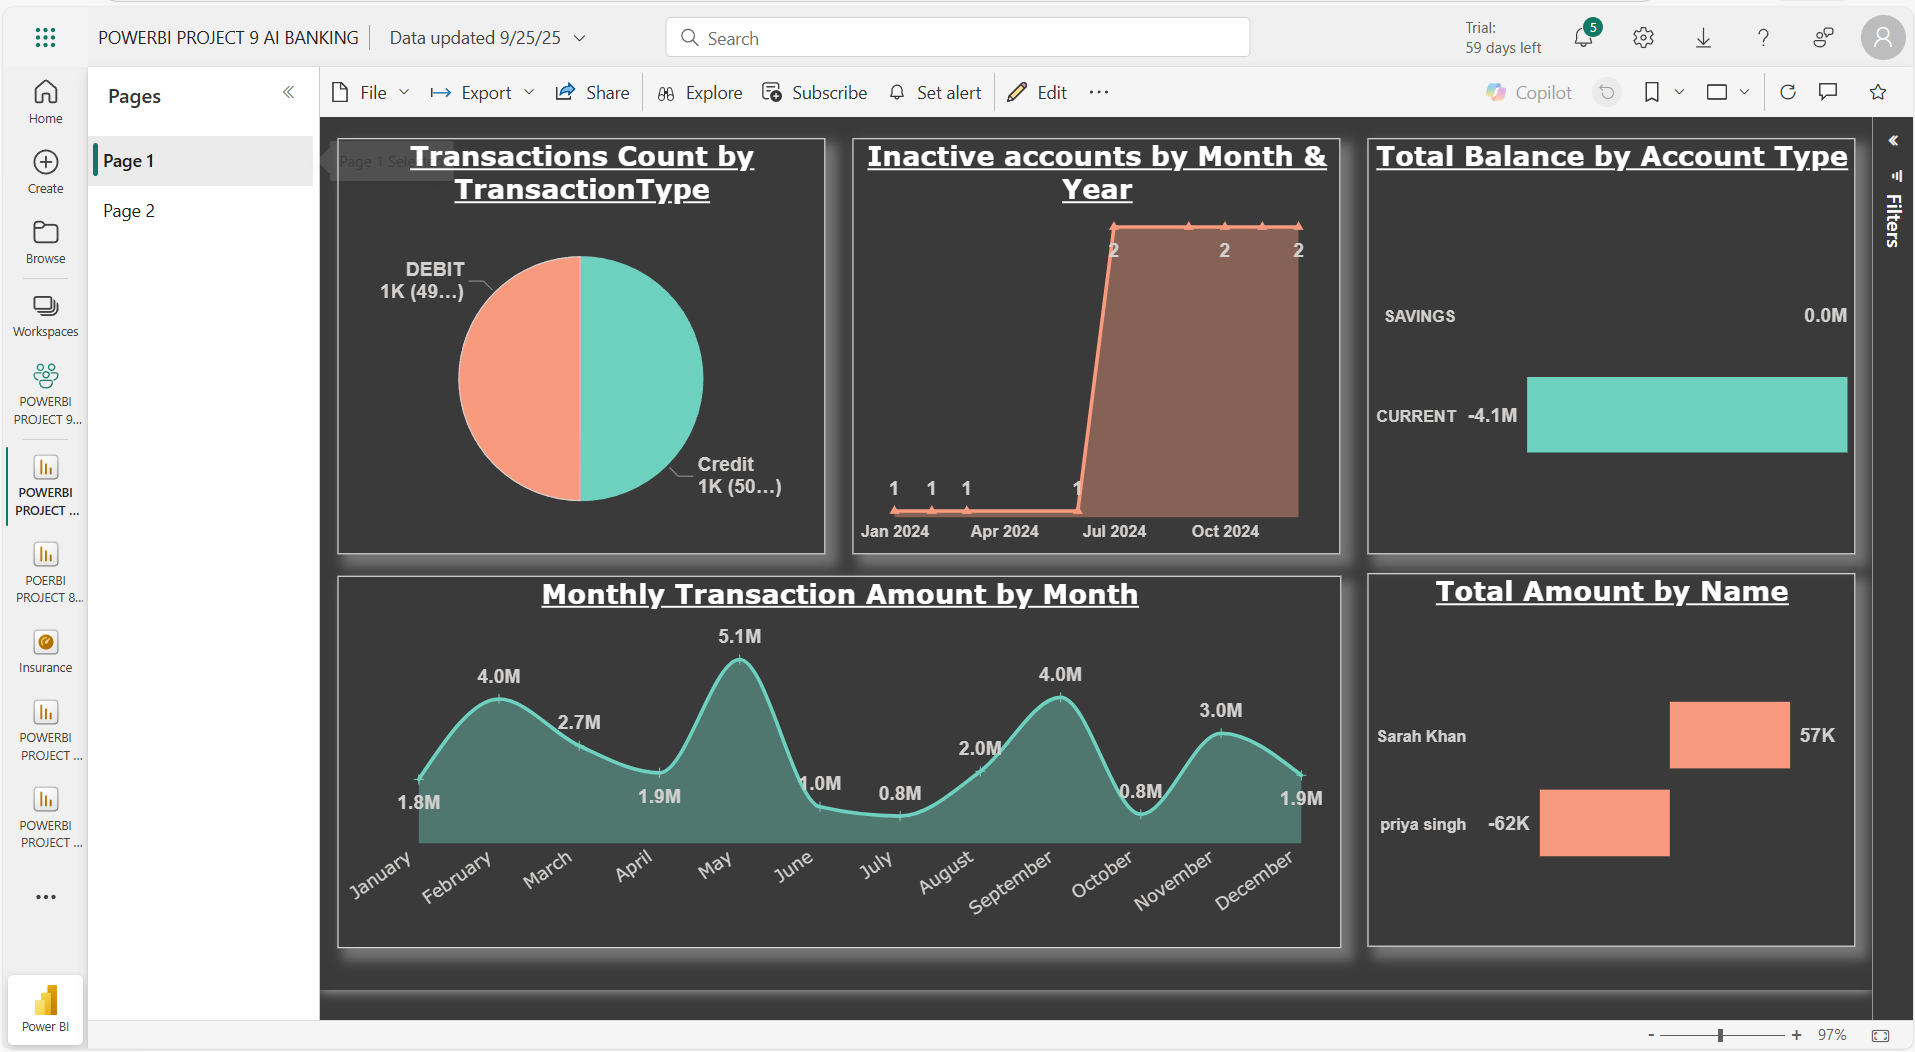 POWERBI PROJECT 9 AI BANKING
Data updated 9/25/25
Search
Trial:
59 days left
5
Home
Create
Browse
Workspaces
POWERBI
PROJECT 9...
POWERBI
PROJECT ...
POERBI
PROJECT 8...
Insurance
POWERBI
PROJECT ...
POWERBI
PROJECT ...
Power BI
Pages
Page 1
Page 2
File
Export
Share
Explore
Subscribe
Set alert
Edit
Copilot
Transactions Count by
TransactionType
DEBIT
1K (49...)
Credit
1K (50...)
Inactive accounts by Month &
Year
2
2
2
1
1
1
1
Jan 2024
Apr 2024
Jul 2024
Oct 2024
Total Balance by Account Type
SAVINGS
0.0M
CURRENT
-4.1M
Filters
Monthly Transaction Amount by Month
1.8M
4.0M
2.7M
1.9M
5.1M
1.0M
0.8M
2.0M
4.0M
0.8M
3.0M
1.9M
January
February
March
April
May
June
July
August
September
October
November
December
Total Amount by Name
Sarah Khan
57K
priya singh
-62K
97%